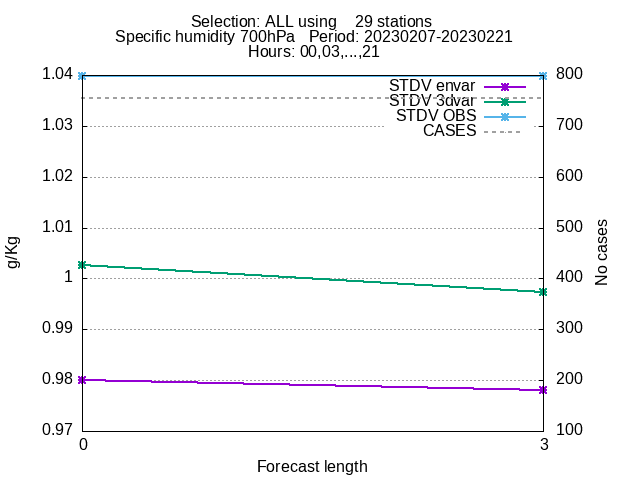 Selection: ALL using    29 stations
Specific humidity 700hPa   Period: 20230207-20230221
Hours: 00,03,...,21
STDV envar
STDV 3dvar
STDV OBS
CASES
1.04
1.03
1.02
1.01
1
0.99
0.98
0.97
g/Kg
800
700
600
500
400
300
200
100
No cases
0
3
Forecast length